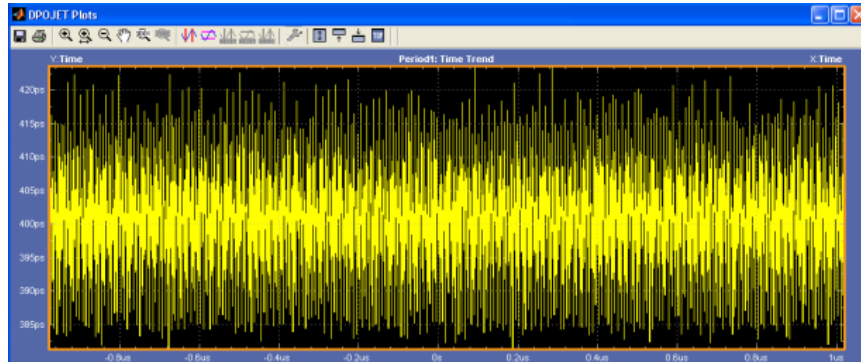 DPOJET Plots
Y:Time Period1: Time Trend X:Time
420ps
415ps
410ps
405ps
400ps
395ps
390ps
385ps
-0.8us -0.6us -0.4us -0.2us 0s 0.2us 0.4us 0.6us 0.8us 1us